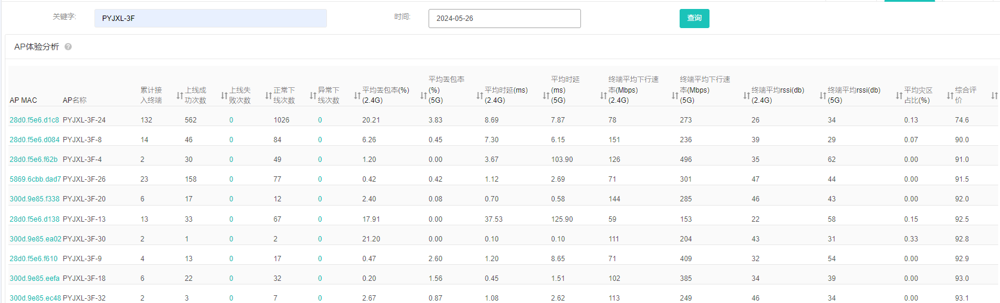 关键字: PYJXL-3F 时间: 2024-05-26 查询
AP体验分析 ?
AP MAC AP名称 累计接入终端 上线成功次数 上线失败次数 正常下线次数 异常下线次数 平均丢包率(%)(2.4G) 平均丢包率(%)(5G) 平均时延(ms)(2.4G) 平均时延(ms)(5G) 终端平均下行速率(Mbps)(2.4G) 终端平均下行速率(Mbps)(5G) 终端平均rssi(db)(2.4G) 终端平均rssi(db)(5G) 平均灾区占比(%) 综合评价
28d0.f5e6.d1c8 PYJXL-3F-24 132 562 0 1026 0 20.21 3.83 8.69 7.87 78 273 26 34 0.13 74.6
28d0.f5e6.d084 PYJXL-3F-8 14 46 0 84 0 6.26 0.45 7.30 6.15 151 236 39 29 0.07 90.0
28d0.f5e6.f62b PYJXL-3F-4 2 30 0 49 0 1.20 0.00 3.67 103.90 126 496 35 62 0.00 91.0
5869.6cbb.dad7 PYJXL-3F-26 23 158 0 77 0 0.42 0.42 1.12 2.69 71 301 47 44 0.00 91.5
300d.9e85.f338 PYJXL-3F-20 6 17 0 12 0 2.40 0.08 0.70 0.58 144 285 46 43 0.00 92.0
28d0.f5e6.d138 PYJXL-3F-13 13 33 0 67 0 17.91 0.00 37.53 125.90 59 153 22 58 0.15 92.5
300d.9e85.ea02 PYJXL-3F-30 2 1 0 2 0 21.20 0.00 0.10 0.10 111 204 43 31 0.33 92.8
28d0.f5e6.f610 PYJXL-3F-9 4 13 0 17 0 0.47 2.60 1.20 8.65 71 409 32 54 0.00 92.9
300d.9e85.eefa PYJXL-3F-18 6 22 0 32 0 0.20 1.56 0.45 1.51 102 385 34 39 0.00 93.0
300d.9e85.ec48 PYJXL-3F-32 2 3 0 7 0 2.67 0.87 1.08 2.62 113 249 46 34 0.00 93.1